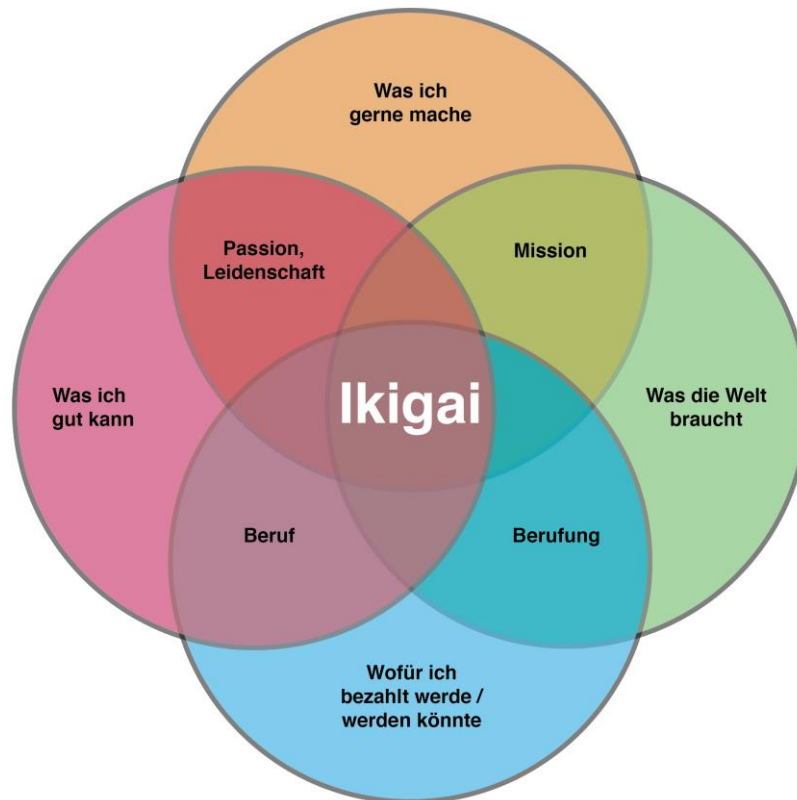 Was ich
gerne mache
Passion,
Leidenschaft
Mission
Was ich
gut kann
Ikigai
Was die Welt
braucht
Beruf
Berufung
Wofür ich
bezahlt werde /
werden könnte